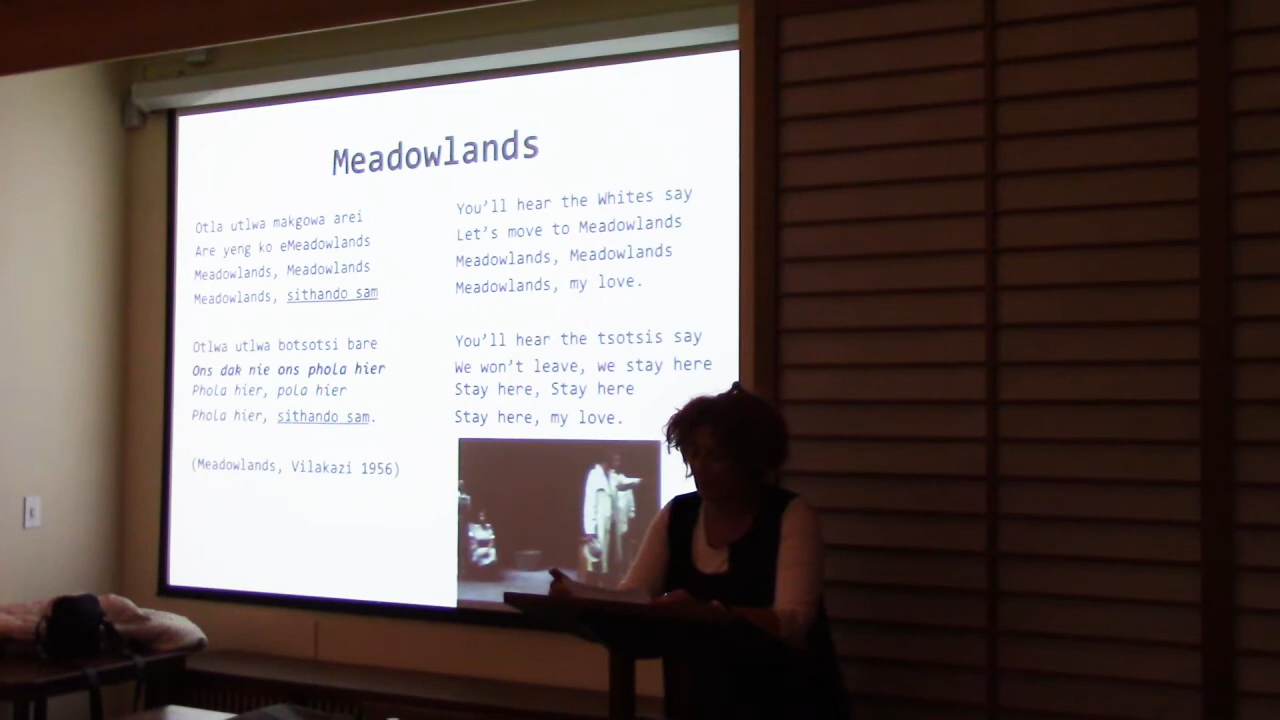 Meadowlands
Otla utlwa makgowa arei
Are yeng ko eMeadowlands
Meadowlands, Meadowlands
Meadowlands, sithando sam
Otlwa utlwa botsotsi bare
Ons dak nie ons phola hier
Phola hier, pola hier
Phola hier, sithando sam.
(Meadowlands, Vilakazi 1956)
You'll hear the Whites say
Let's move to Meadowlands
Meadowlands, Meadowlands
Meadowlands, my love.
You'll hear the tsotsis say
We won't leave, we stay here
Stay here, Stay here
Stay here, my love.